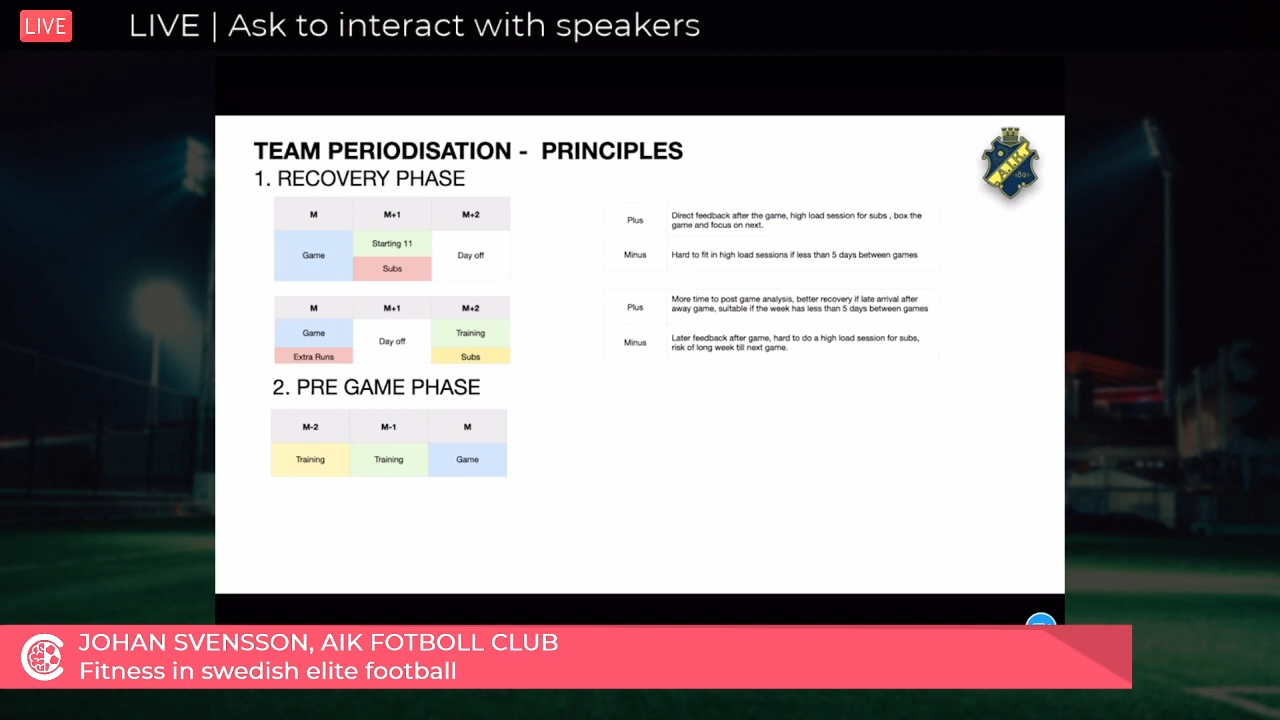 LIVE
LIVE | Ask to interact with speakers
TEAM PERIODISATION - PRINCIPLES
1. RECOVERY PHASE
A.I.K.
1891
M M+1 M+2
Game Starting 11 Day off
Subs
Plus Direct feedback after the game, high load session for subs , box the
game and focus on next.
Minus Hard to fit in high load sessions if less than 5 days between games
M M+1 M+2
Game Day off Training
Extra Runs Subs
Plus More time to post game analysis, better recovery if late arrival after
away game, suitable if the week has less than 5 days between games
Minus Later feedback after game, hard to do a high load session for subs,
risk of long week till next game.
2. PRE GAME PHASE
M-2 M-1 M
Training Training Game
JOHAN SVENSSON, AIK FOTBOLL CLUB
Fitness in swedish elite football